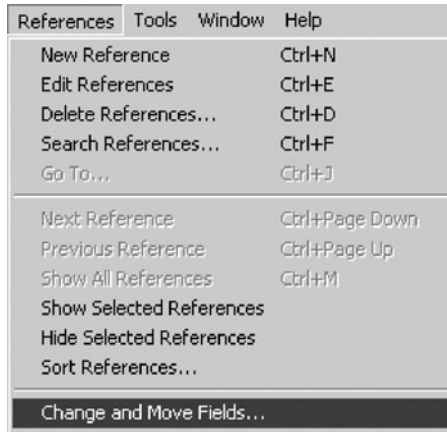 References Tools Window Help
New Reference Ctrl+N
Edit References Ctrl+E
Delete References... Ctrl+D
Search References... Ctrl+F
Go To... Ctrl+J
Next Reference Ctrl+Page Down
Previous Reference Ctrl+Page Up
Show All References Ctrl+M
Show Selected References
Hide Selected References
Sort References...
Change and Move Fields...